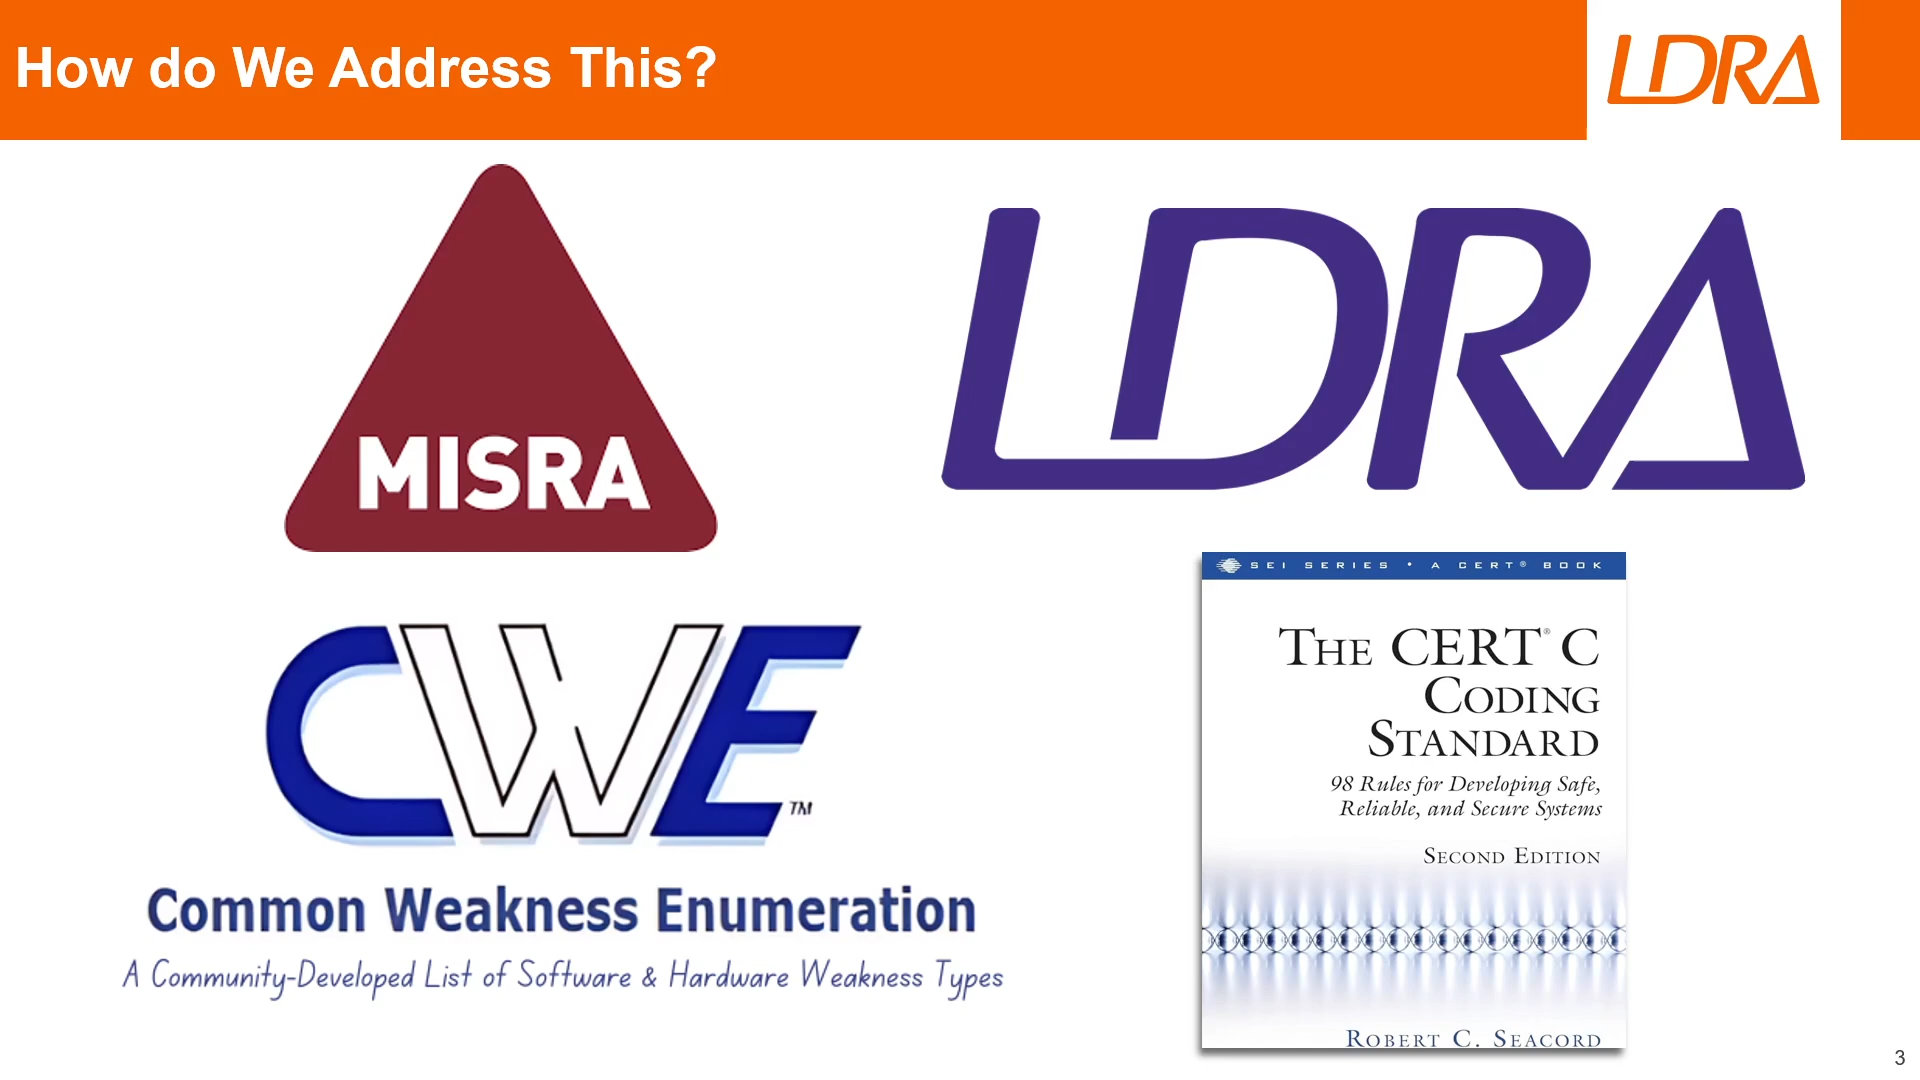 How do We Address This?
LDRA
MISRA
LDRA
CWE™
Common Weakness Enumeration
A Community-Developed List of Software & Hardware Weakness Types
SEI SERIES • A CERT® BOOK
THE CERT® C
CODING
STANDARD
98 Rules for Developing Safe,
Reliable, and Secure Systems
SECOND EDITION
ROBERT C. SEACORD
3